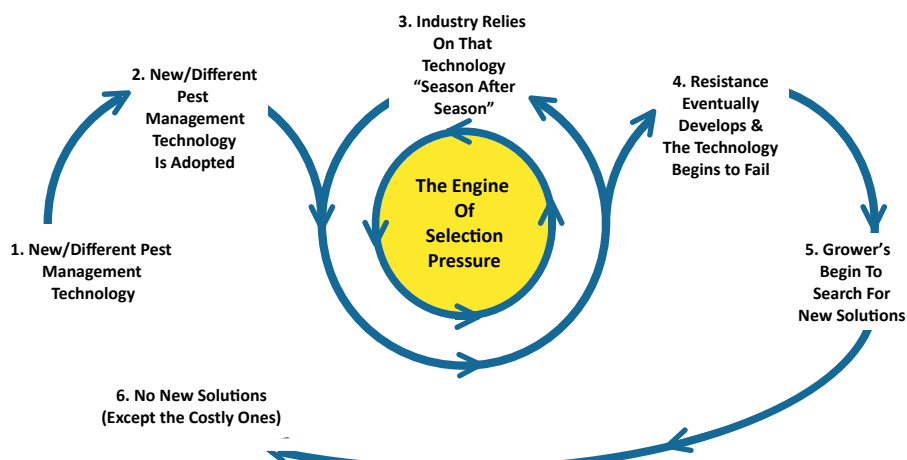 1. New/Different Pest
Management
Technology
2. New/Different
Pest
Management
Technology
Is Adopted
3. Industry Relies
On That
Technology
“Season After
Season”
The Engine
Of
Selection
Pressure
4. Resistance
Eventually
Develops &
The Technology
Begins to Fail
5. Grower’s
Begin To
Search For
New Solutions
6. No New Solutions
(Except the Costly Ones)